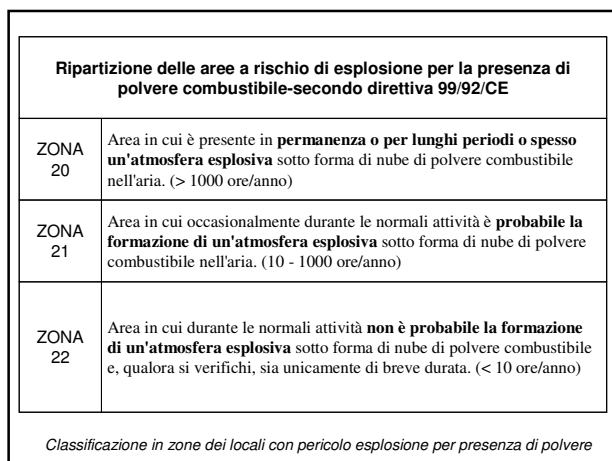 Ripartizione delle aree a rischio di esplosione per la presenza di
polvere combustibile-secondo direttiva 99/92/CE
ZONA
20
Area in cui è presente in permanenza o per lunghi periodi o spesso
un'atmosfera esplosiva sotto forma di nube di polvere combustibile
nell'aria. (> 1000 ore/anno)
ZONA
21
Area in cui occasionalmente durante le normali attività è probabile la
formazione di un'atmosfera esplosiva sotto forma di nube di polvere
combustibile nell'aria. (10 - 1000 ore/anno)
ZONA
22
Area in cui durante le normali attività non è probabile la formazione
di un'atmosfera esplosiva sotto forma di nube di polvere combustibile
e, qualora si verifichi, sia unicamente di breve durata. (< 10 ore/anno)
Classificazione in zone dei locali con pericolo esplosione per presenza di polvere